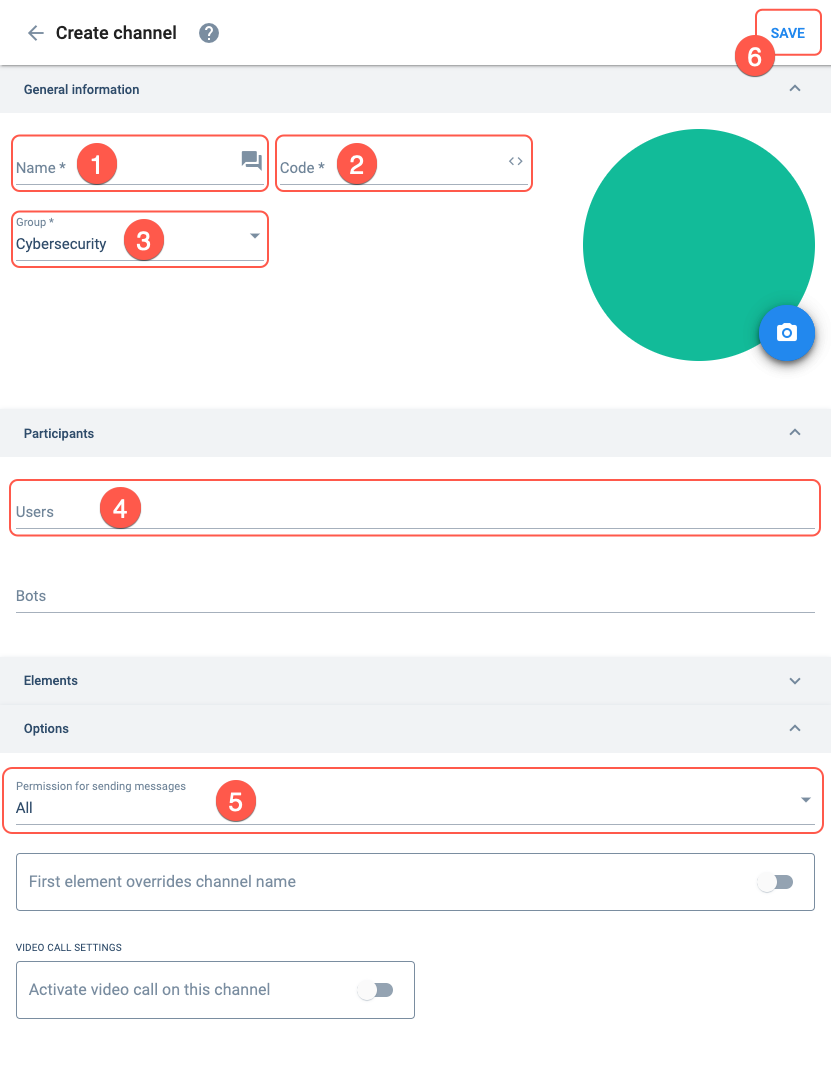 Create channel ?
SAVE
6
General information
Name * 1
Code * 2
Group *
Cybersecurity 3
Participants
Users 4
Bots
Elements
Options
Permission for sending messages
All 5
First element overrides channel name
VIDEO CALL SETTINGS
Activate video call on this channel